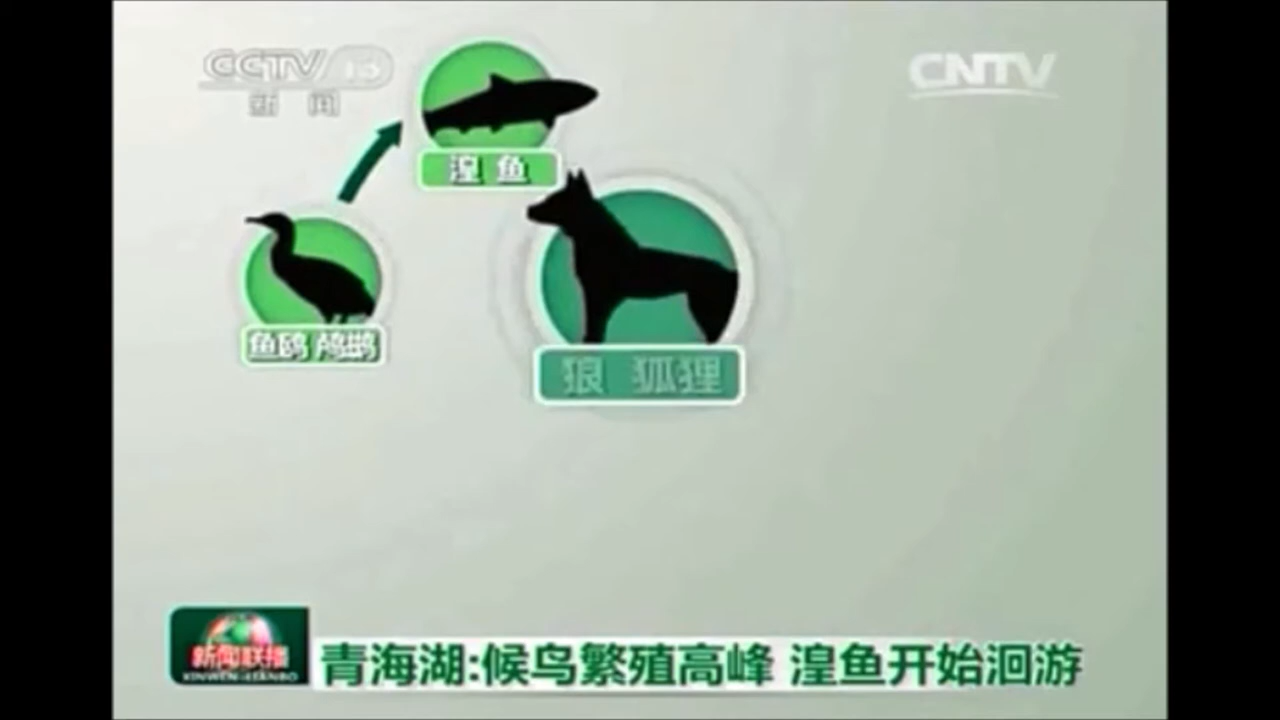 CCTV 13
新闻
CNTV
湟鱼
鱼鸥 鸬鹚
狼 狐狸
新闻联播
XINWEN LIANBO
青海湖:候鸟繁殖高峰 湟鱼开始洄游